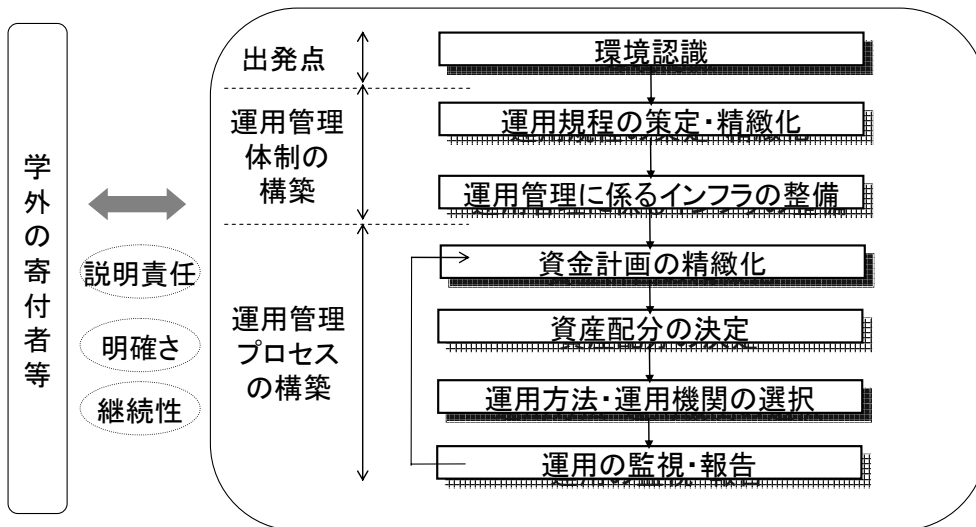 学外の寄付者等
説明責任
明確さ
継続性
出発点
運用管理
体制の
構築
運用管理
プロセス
の構築
環境認識
運用規程の策定・精緻化
運用管理に係るインフラの整備
資金計画の精緻化
資産配分の決定
運用方法・運用機関の選択
運用の監視・報告